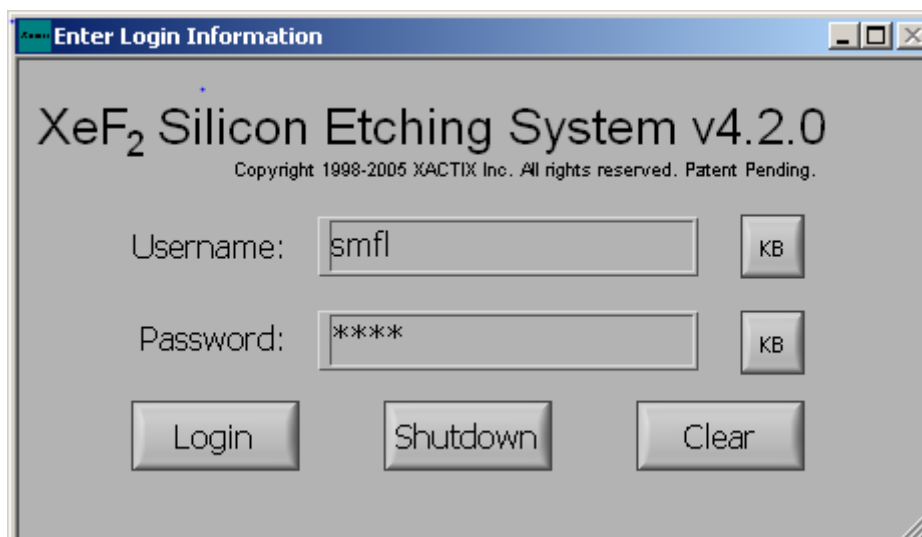 Enter Login Information
XeF₂ Silicon Etching System v4.2.0
Copyright 1998-2005 XACTIX Inc. All rights reserved. Patent Pending.
Username: smfl KB
Password: **** KB
Login Shutdown Clear